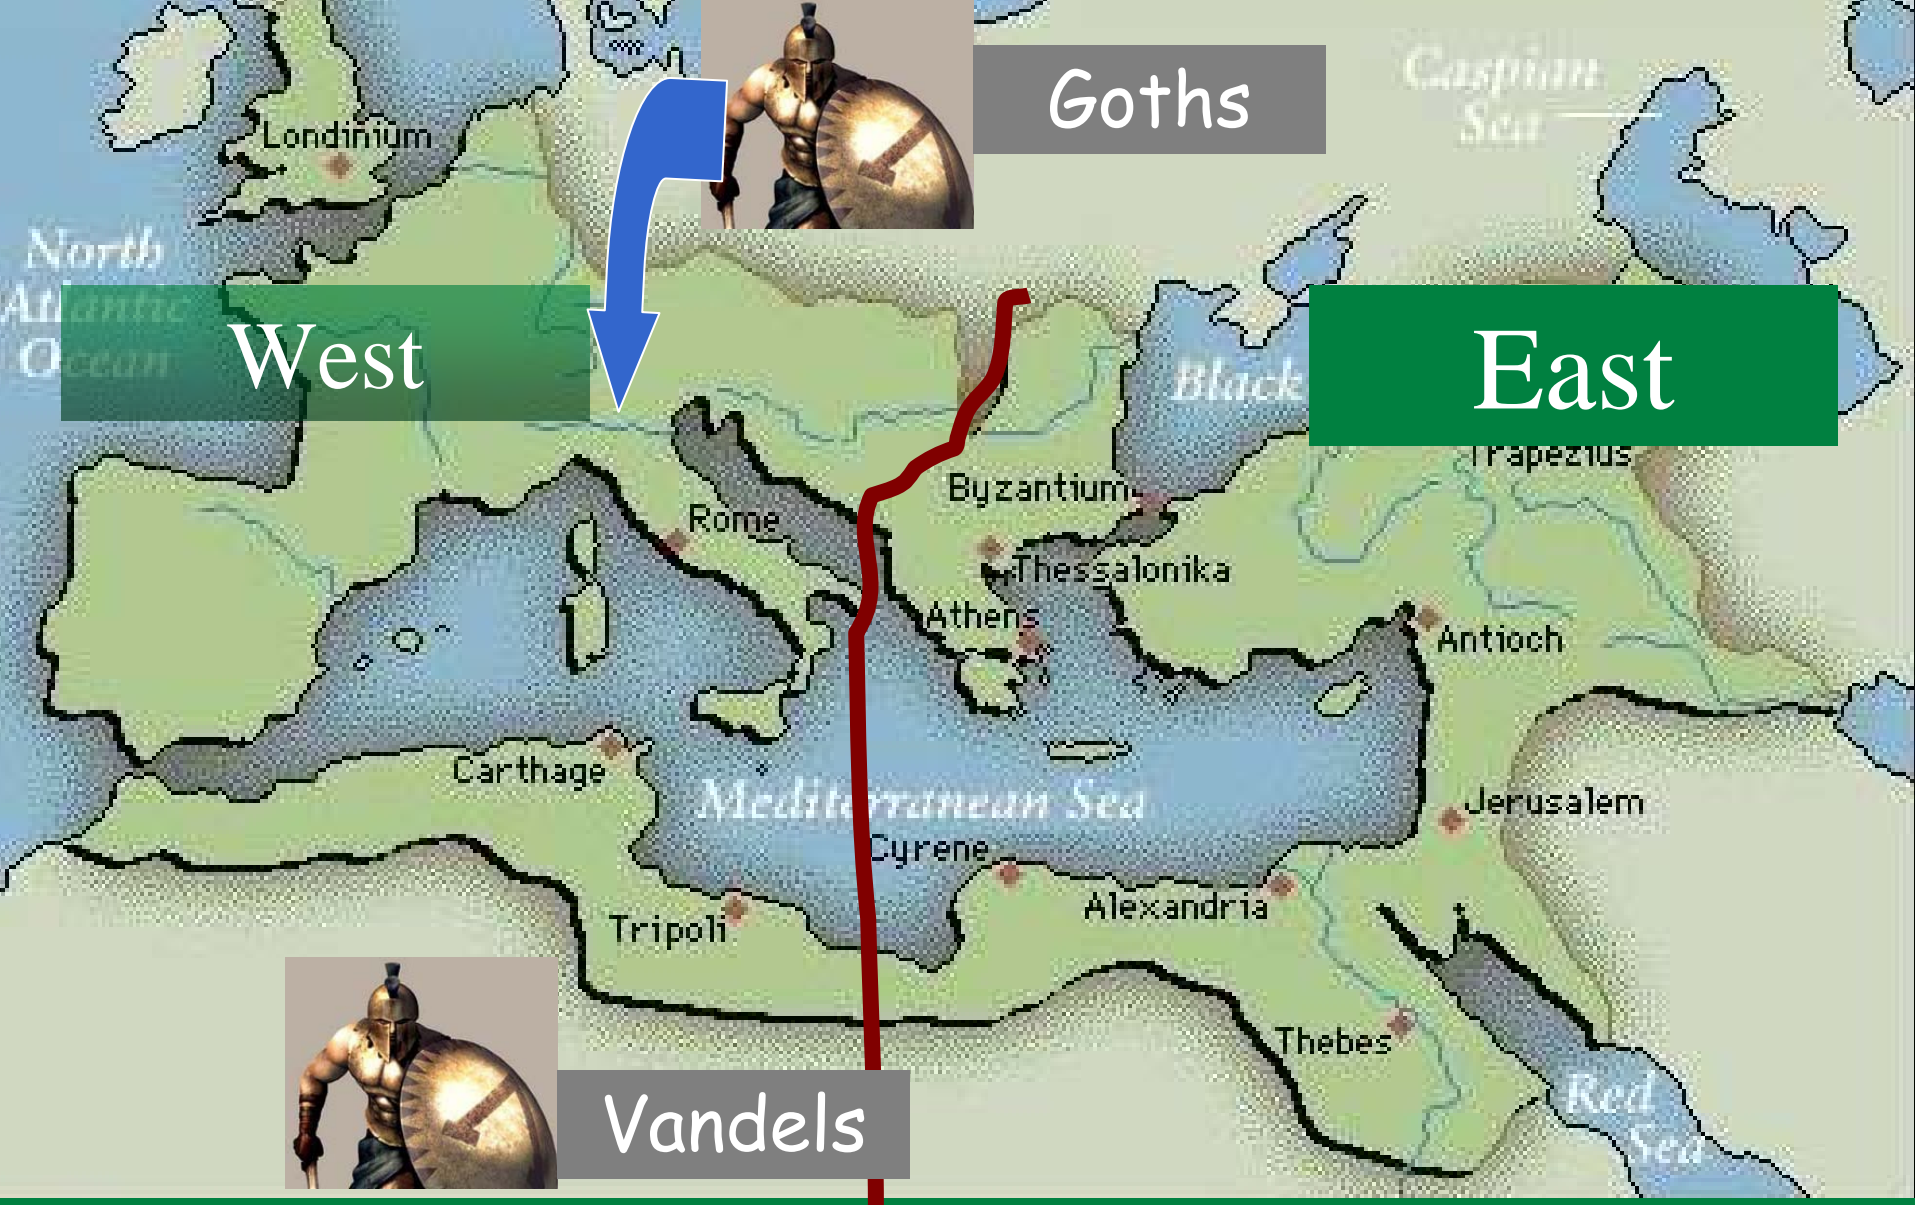 Goths
Caspian
Sea
Londinium
North
Atlantic
Ocean
West
East
Black
Trapezius
Byzantium
Rome
Thessalonika
Athens
Antioch
Carthage
Mediterranean Sea
Jerusalem
Cyrene
Alexandria
Tripoli
Thebes
Vandels
Red
Sea